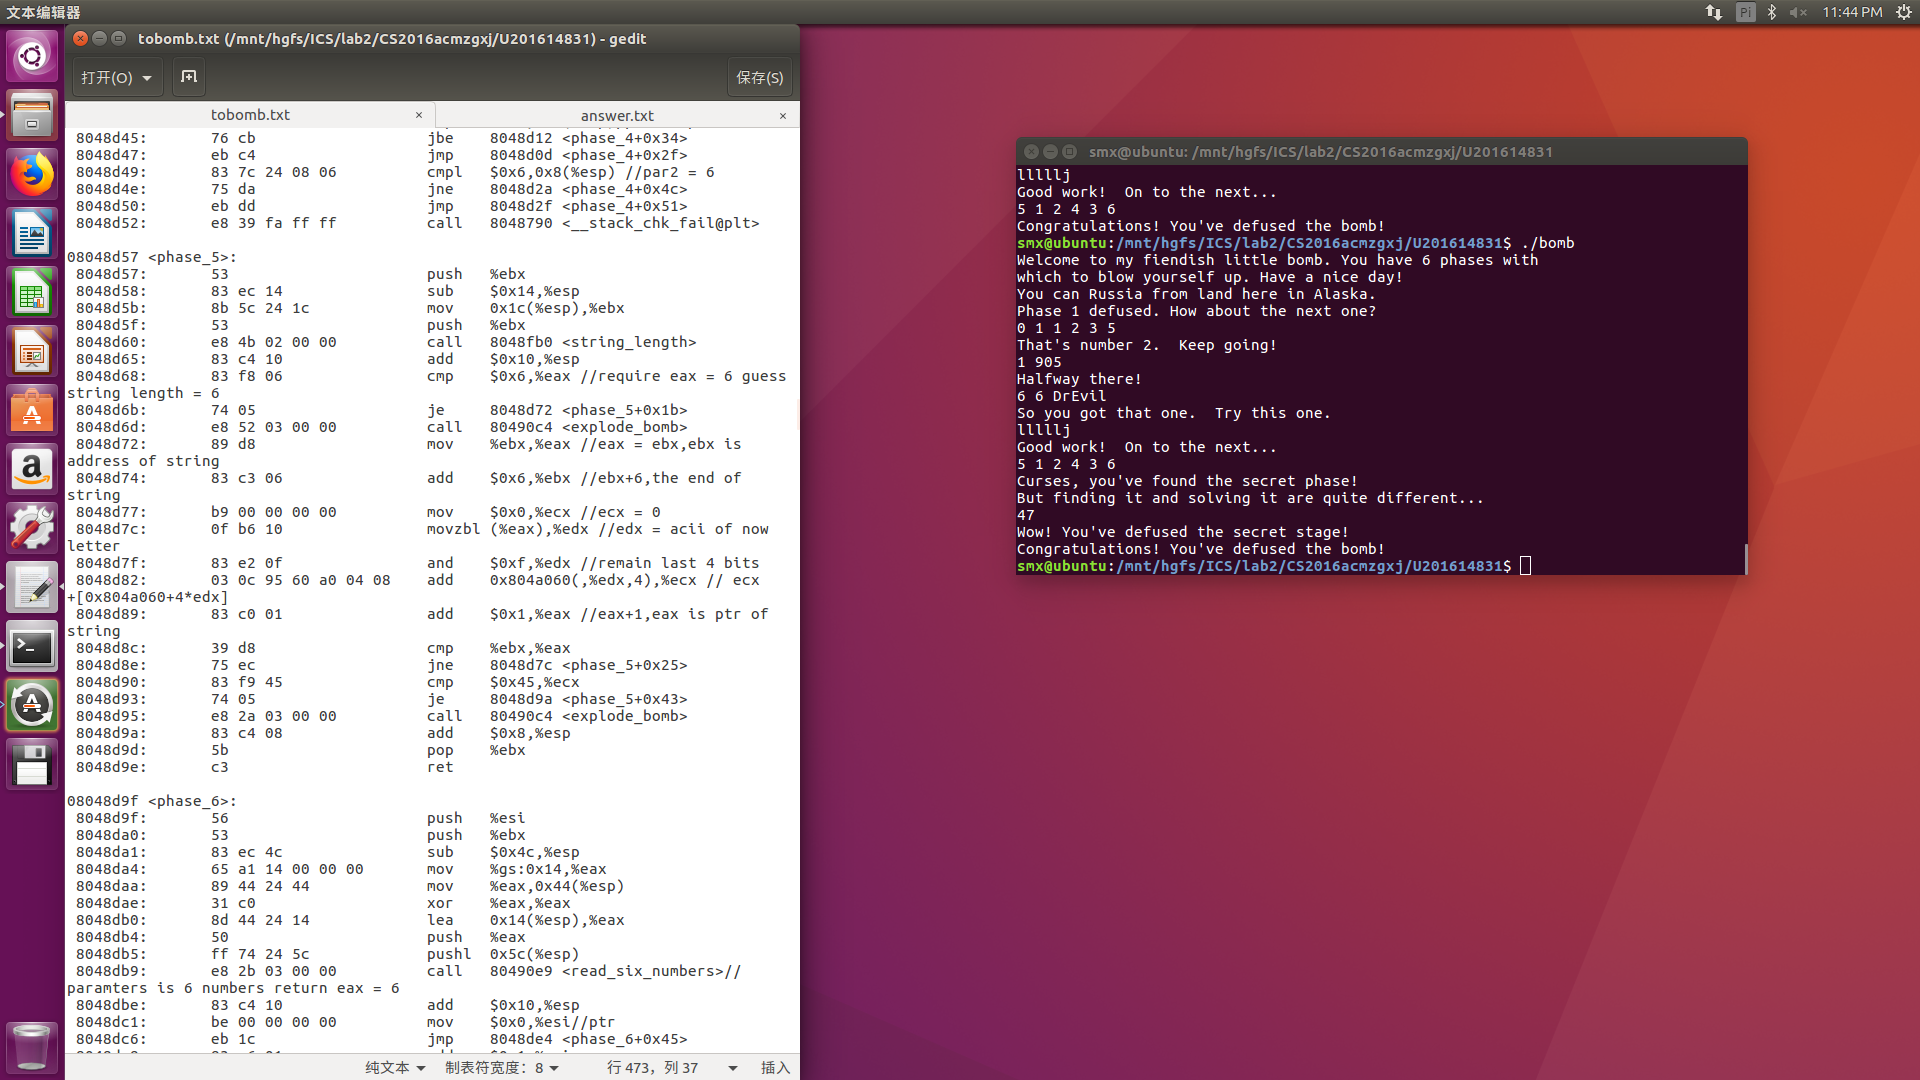 文本编辑器
11:44 PM
tobomb.txt (/mnt/hgfs/ICS/lab2/CS2016acmzgxj/U201614831) - gedit
打开(O)
保存(S)
tobomb.txt ×
answer.txt ×
8048d45: 76 cb jbe 8048d12 <phase_4+0x34>
8048d47: eb c4 jmp 8048d0d <phase_4+0x2f>
8048d49: 83 7c 24 08 06 cmpl $0x6,0x8(%esp) //par2 = 6
8048d4e: 75 da jne 8048d2a <phase_4+0x4c>
8048d50: eb dd jmp 8048d2f <phase_4+0x51>
8048d52: e8 39 fa ff ff call 8048790 <__stack_chk_fail@plt>
08048d57 <phase_5>:
8048d57: 53 push %ebx
8048d58: 83 ec 14 sub $0x14,%esp
8048d5b: 8b 5c 24 1c mov 0x1c(%esp),%ebx
8048d5f: 53 push %ebx
8048d60: e8 4b 02 00 00 call 8048fb0 <string_length>
8048d65: 83 c4 10 add $0x10,%esp
8048d68: 83 f8 06 cmp $0x6,%eax //require eax = 6 guess
string length = 6
8048d6b: 74 05 je 8048d72 <phase_5+0x1b>
8048d6d: e8 52 03 00 00 call 80490c4 <explode_bomb>
8048d72: 89 d8 mov %ebx,%eax //eax = ebx,ebx is
address of string
8048d74: 83 c3 06 add $0x6,%ebx //ebx+6,the end of
string
8048d77: b9 00 00 00 00 mov $0x0,%ecx //ecx = 0
8048d7c: 0f b6 10 movzbl (%eax),%edx //edx = acii of now
letter
8048d7f: 83 e2 0f and $0xf,%edx //remain last 4 bits
8048d82: 03 0c 95 60 a0 04 08 add 0x804a060(,%edx,4),%ecx // ecx
+[0x804a060+4*edx]
8048d89: 83 c0 01 add $0x1,%eax //eax+1,eax is ptr of
string
8048d8c: 39 d8 cmp %ebx,%eax
8048d8e: 75 ec jne 8048d7c <phase_5+0x25>
8048d90: 83 f9 45 cmp $0x45,%ecx
8048d93: 74 05 je 8048d9a <phase_5+0x43>
8048d95: e8 2a 03 00 00 call 80490c4 <explode_bomb>
8048d9a: 83 c4 08 add $0x8,%esp
8048d9d: 5b pop %ebx
8048d9e: c3 ret
08048d9f <phase_6>:
8048d9f: 56 push %esi
8048da0: 53 push %ebx
8048da1: 83 ec 4c sub $0x4c,%esp
8048da4: 65 a1 14 00 00 00 mov %gs:0x14,%eax
8048daa: 89 44 24 44 mov %eax,0x44(%esp)
8048dae: 31 c0 xor %eax,%eax
8048db0: 8d 44 24 14 lea 0x14(%esp),%eax
8048db4: 50 push %eax
8048db5: ff 74 24 5c pushl 0x5c(%esp)
8048db9: e8 2b 03 00 00 call 80490e9 <read_six_numbers>//
paramters is 6 numbers return eax = 6
8048dbe: 83 c4 10 add $0x10,%esp
8048dc1: be 00 00 00 00 mov $0x0,%esi//ptr
8048dc6: eb 1c jmp 8048de4 <phase_6+0x45>
纯文本 制表符宽度：8 行 473，列 37 插入
smx@ubuntu: /mnt/hgfs/ICS/lab2/CS2016acmzgxj/U201614831
lllllj
Good work!  On to the next...
5 1 2 4 3 6
Congratulations! You've defused the bomb!
smx@ubuntu:/mnt/hgfs/ICS/lab2/CS2016acmzgxj/U201614831$ ./bomb
Welcome to my fiendish little bomb. You have 6 phases with
which to blow yourself up. Have a nice day!
You can Russia from land here in Alaska.
Phase 1 defused. How about the next one?
0 1 1 2 3 5
That's number 2.  Keep going!
1 905
Halfway there!
6 6 DrEvil
So you got that one.  Try this one.
lllllj
Good work!  On to the next...
5 1 2 4 3 6
Curses, you've found the secret phase!
But finding it and solving it are quite different...
47
Wow! You've defused the secret stage!
Congratulations! You've defused the bomb!
smx@ubuntu:/mnt/hgfs/ICS/lab2/CS2016acmzgxj/U201614831$